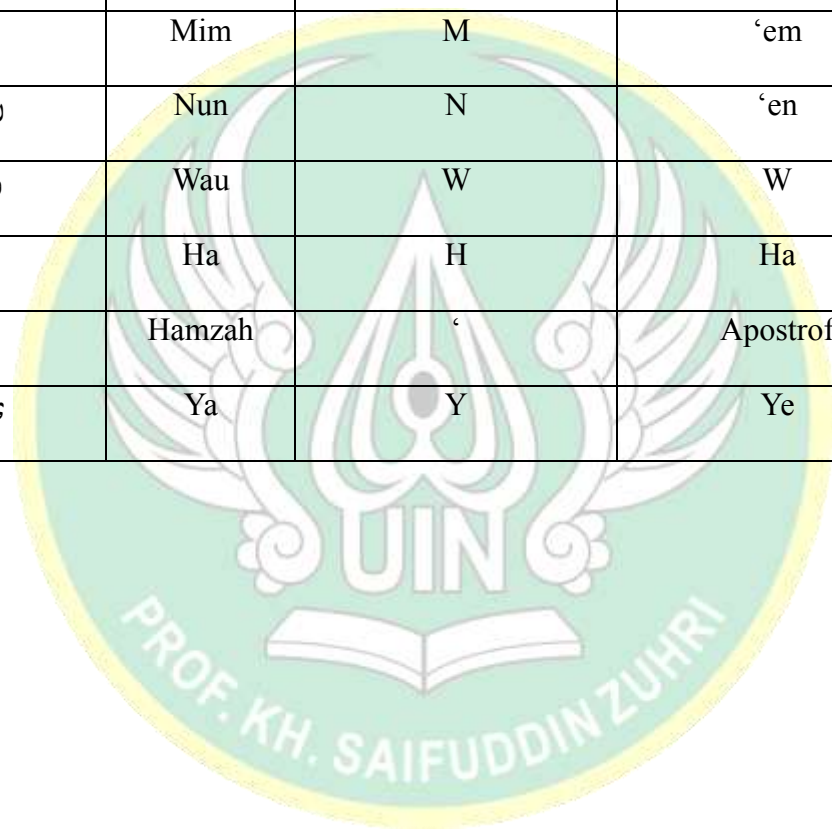 Mim M ‘em
Nun N ‘en
Wau W W
Ha H Ha
Hamzah ‘ Apostrof
Ya Y Ye
UIN
PROF. KH. SAIFUDDIN ZUHRI